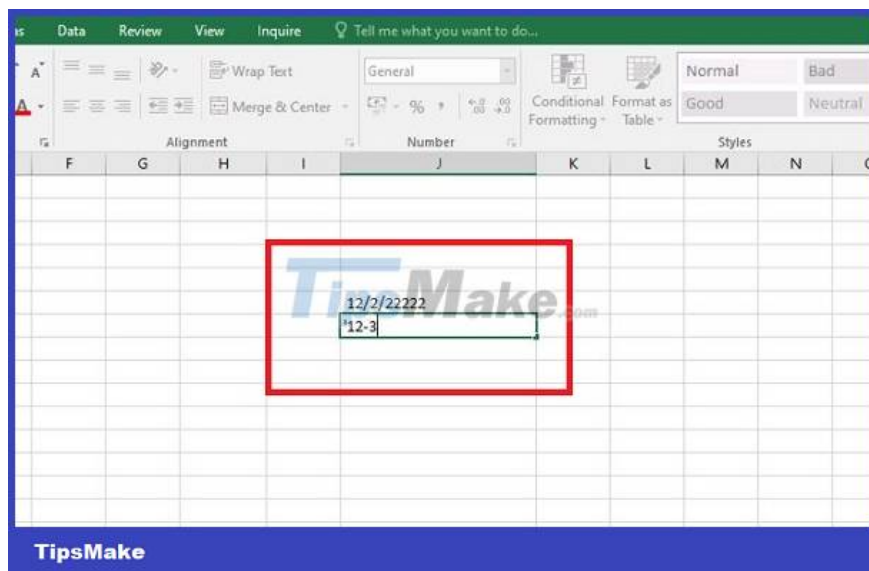 Data Review View Inquire Tell me what you want to do...
Wrap Text General Normal Bad
Merge & Center % Conditional Formatting Format as Table Good Neutral
Alignment Number Styles
F G H I J K L M N
TipsMake.com
12/2/22222
'12-3
TipsMake